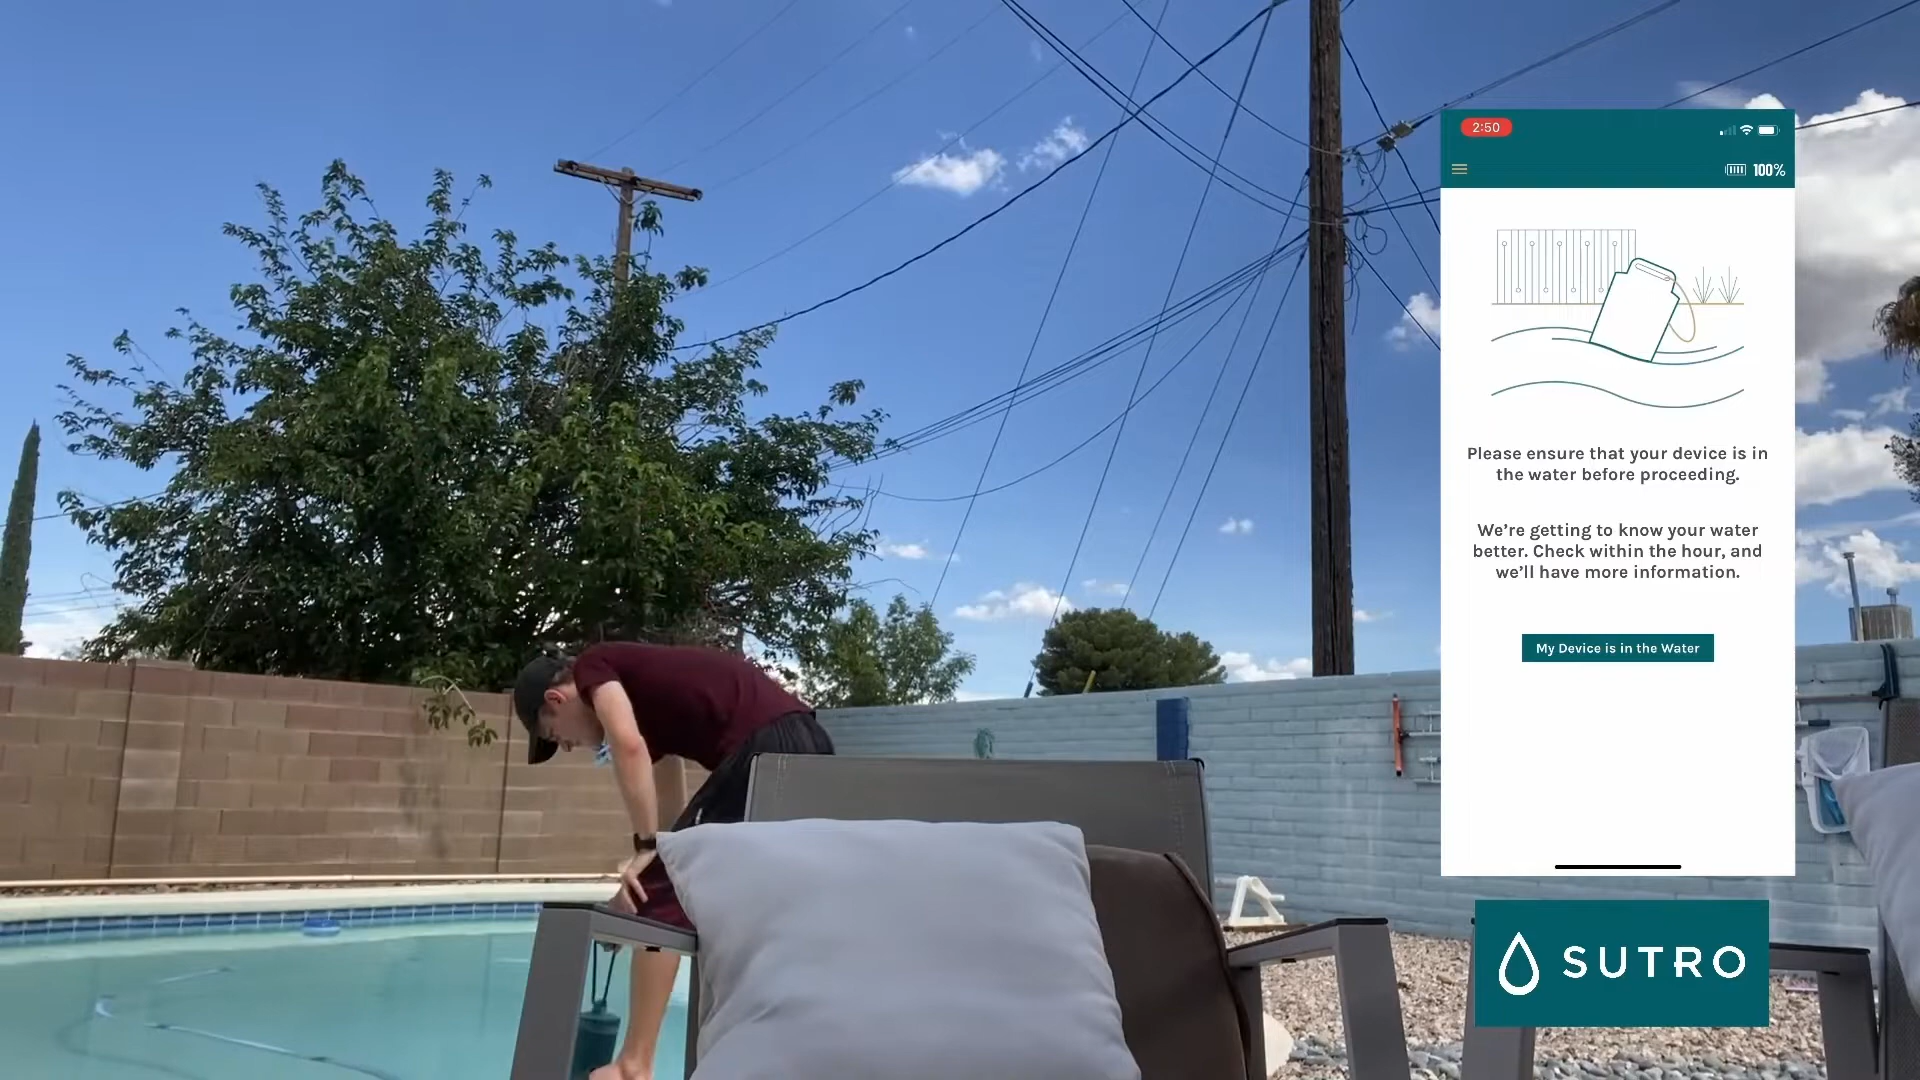 2:50
100%
Please ensure that your device is in
the water before proceeding.
We're getting to know your water
better. Check within the hour, and
we'll have more information.
My Device is in the Water
SUTRO